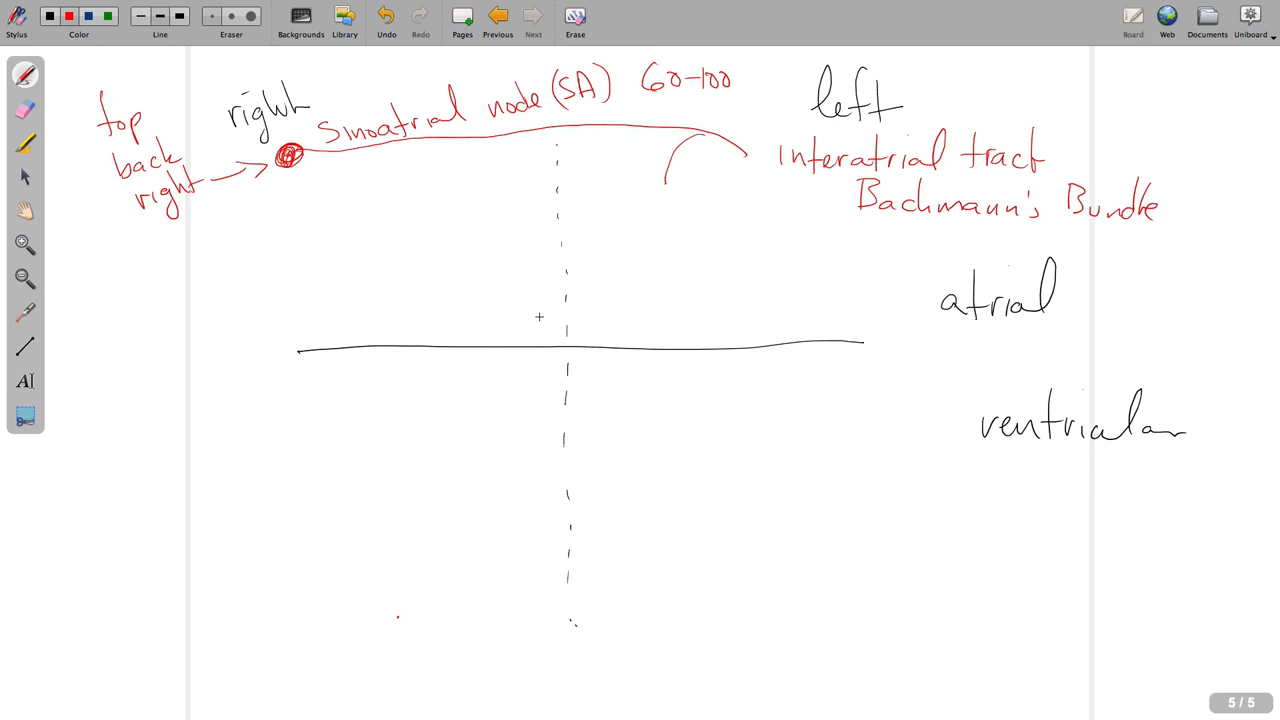 Stylus
Color
Line
Eraser
Backgrounds
Library
Undo
Redo
Pages
Previous
Next
Erase
Board
Web
Documents
Uniboard
right
Sinoatrial node (SA) 60-100
left
top
back
right
interatrial tract
Bachmann's Bundle
atrial
ventricular
AI
5 / 5